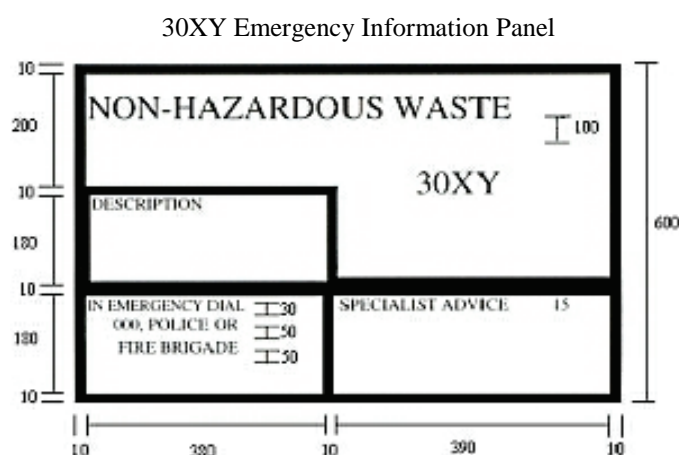 30XY Emergency Information Panel
10
NON-HAZARDOUS WASTE
200
100
30XY
10
DESCRIPTION
600
180
10
IN EMERGENCY DIAL 30
000, POLICE OR 50
FIRE BRIGADE 50
SPECIALIST ADVICE 15
180
10
10 10 390 10